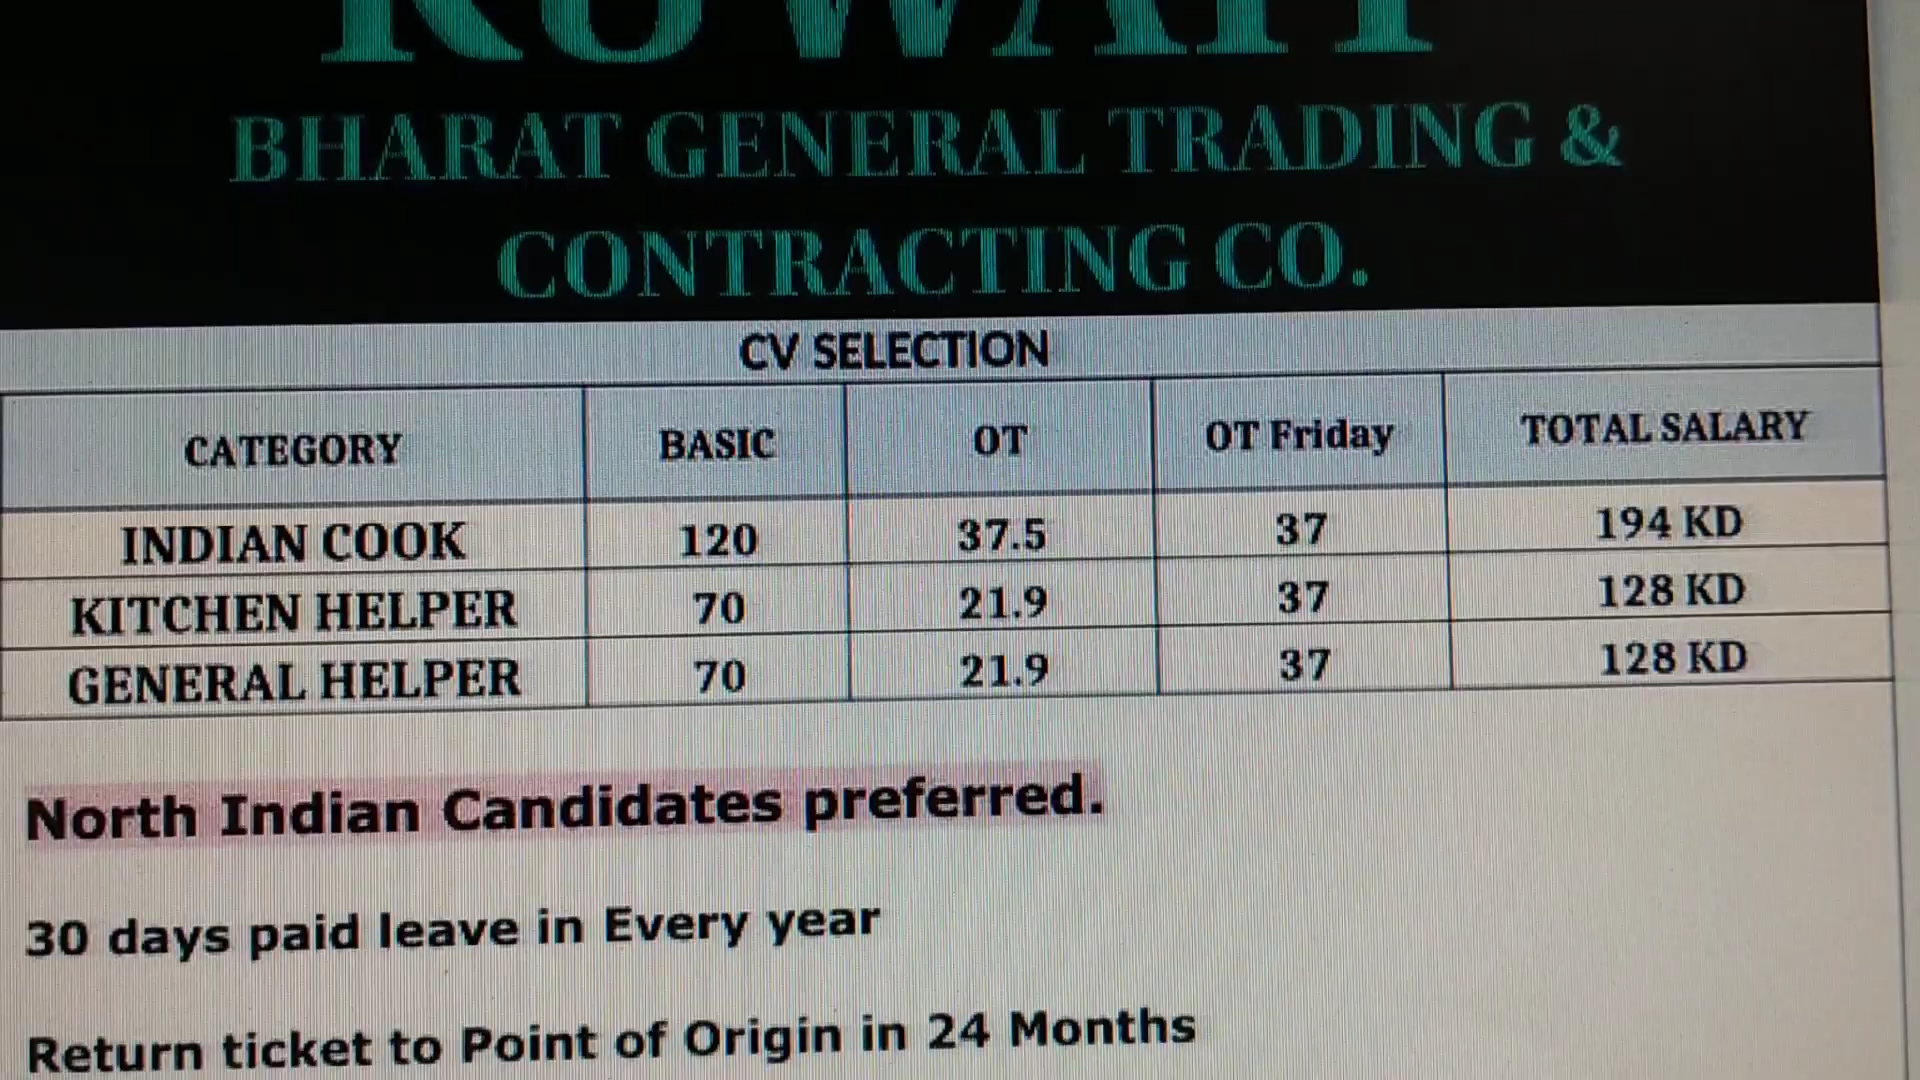 KUWAIT
BHARAT GENERAL TRADING &
CONTRACTING CO.
CV SELECTION
CATEGORY BASIC OT OT Friday TOTAL SALARY
INDIAN COOK 120 37.5 37 194 KD
KITCHEN HELPER 70 21.9 37 128 KD
GENERAL HELPER 70 21.9 37 128 KD
North Indian Candidates preferred.
30 days paid leave in Every year
Return ticket to Point of Origin in 24 Months